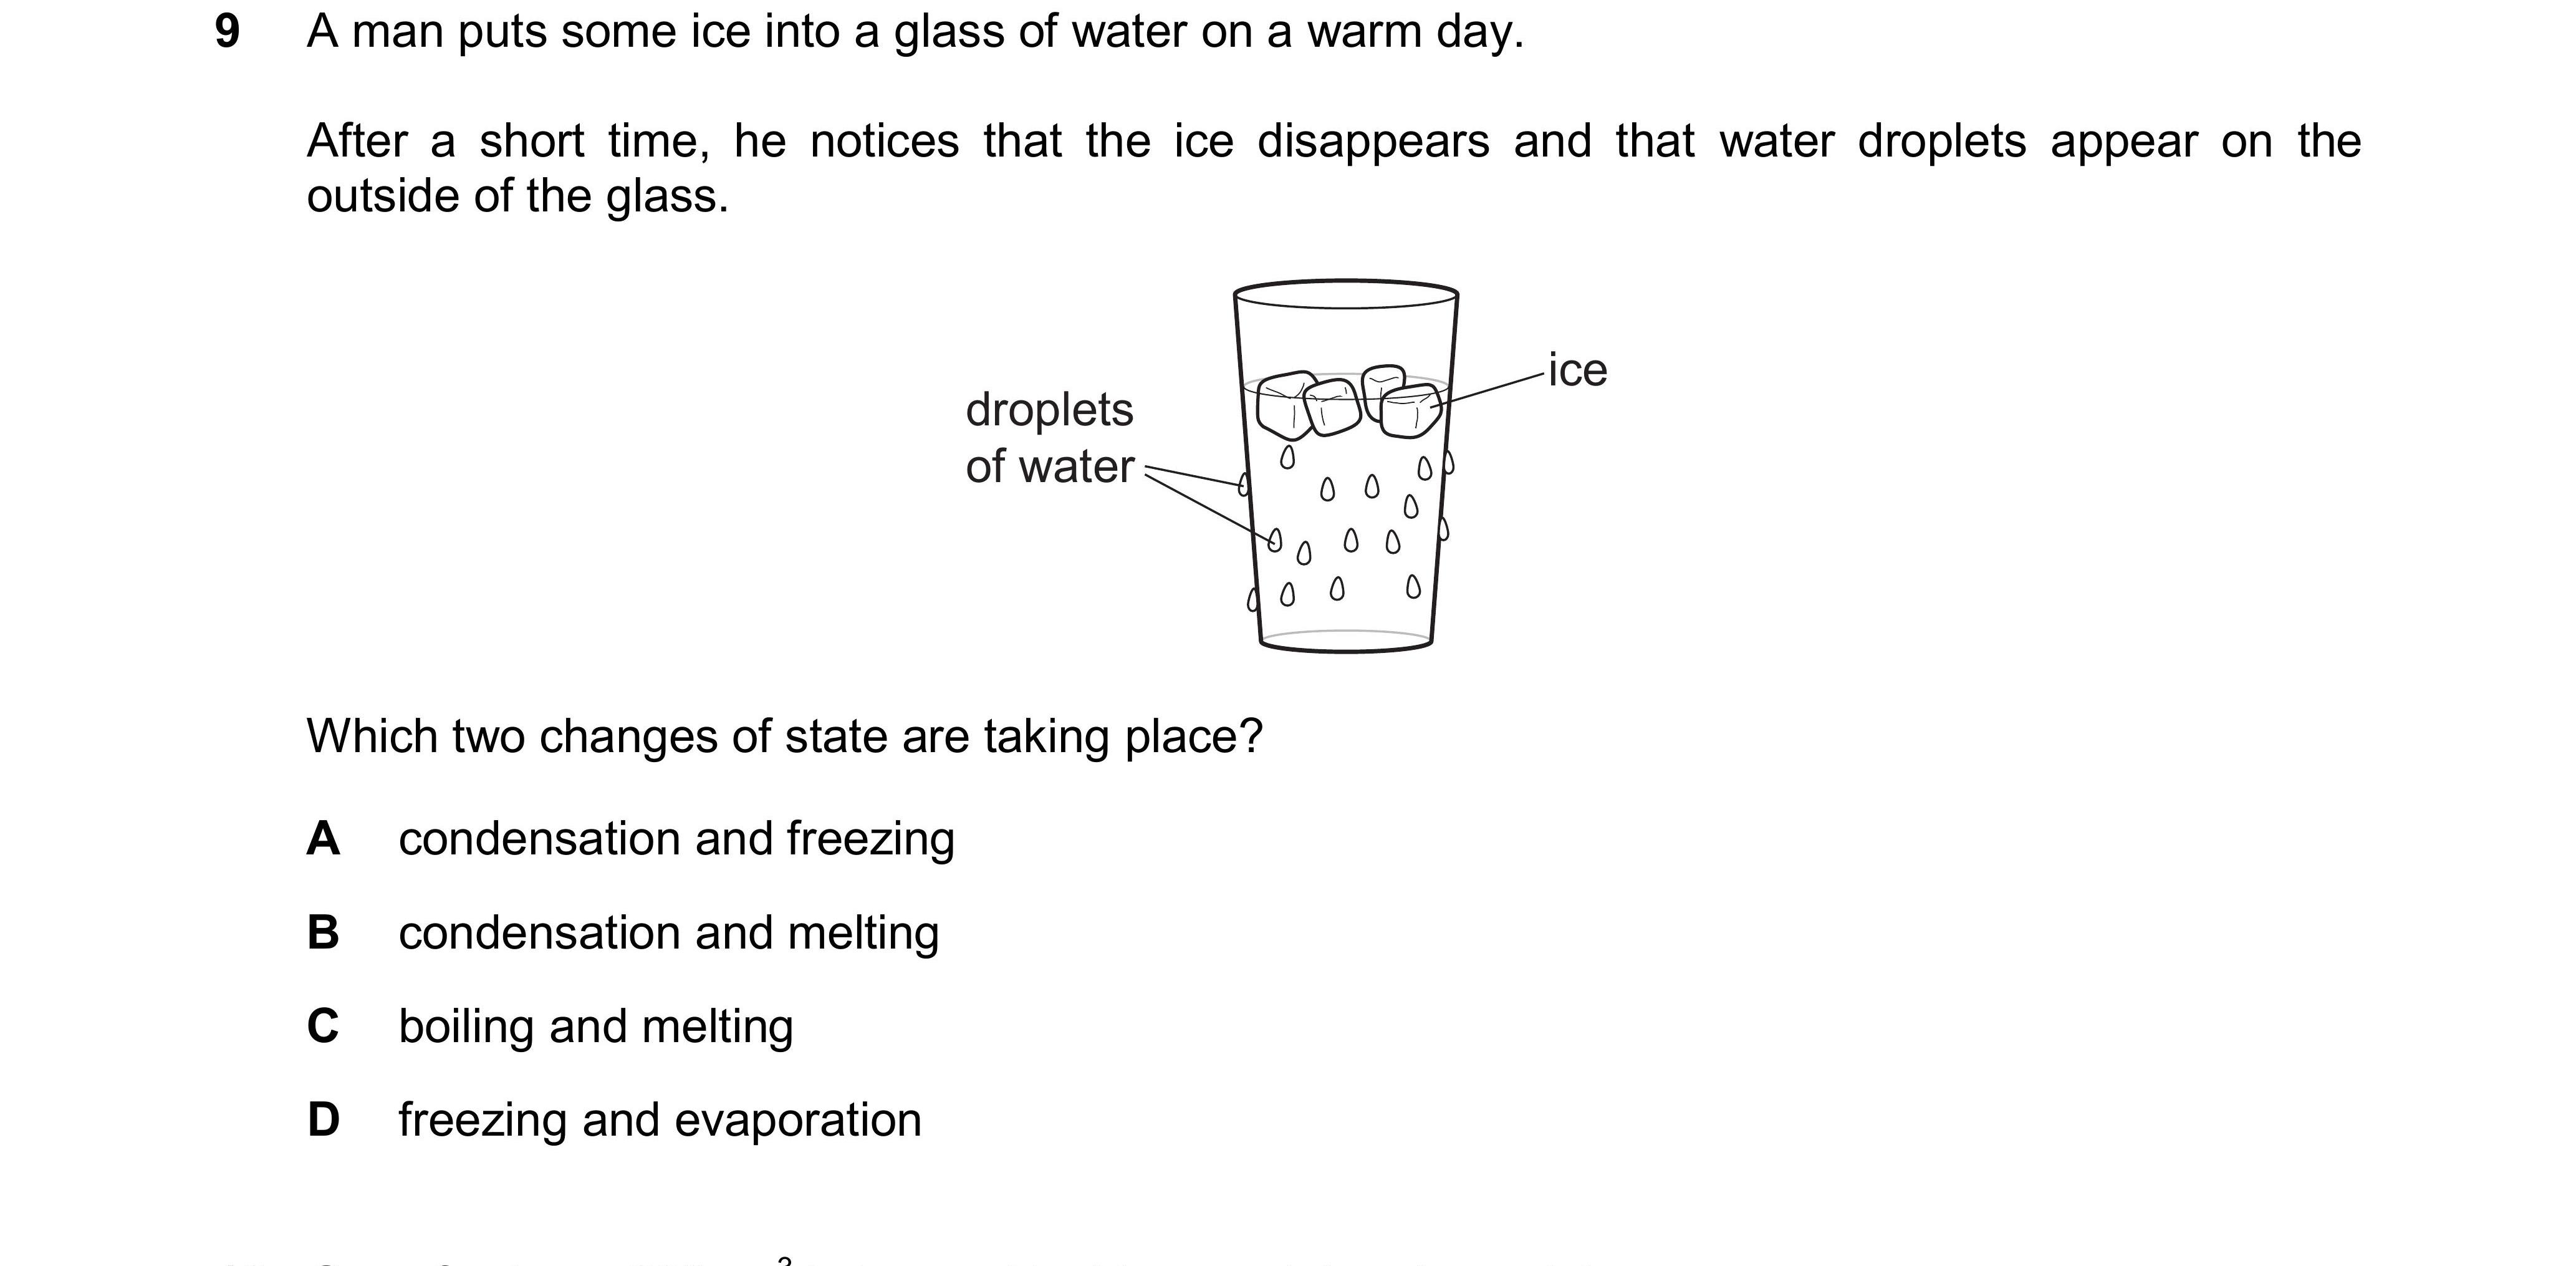 9 A man puts some ice into a glass of water on a warm day.
After a short time, he notices that the ice disappears and that water droplets appear on the
outside of the glass.
ice
droplets
of water
Which two changes of state are taking place?
A condensation and freezing
B condensation and melting
C boiling and melting
D freezing and evaporation